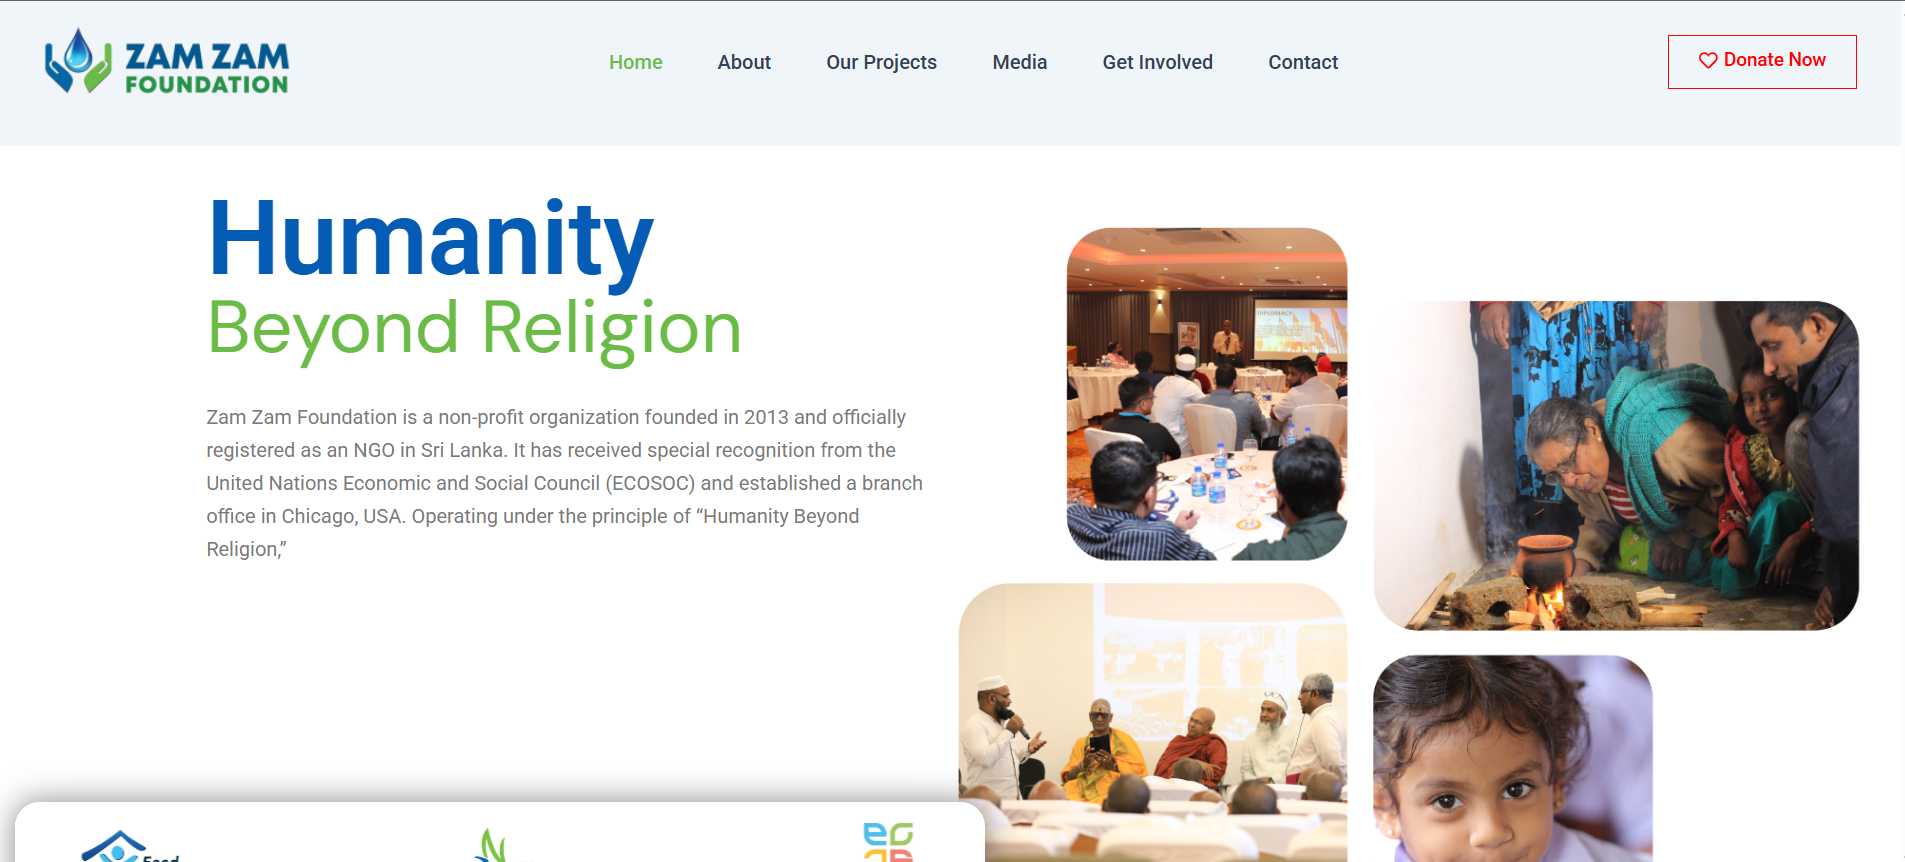 ZAM ZAM
FOUNDATION
Home
About
Our Projects
Media
Get Involved
Contact
Donate Now
Humanity
Beyond Religion
Zam Zam Foundation is a non-profit organization founded in 2013 and officially
registered as an NGO in Sri Lanka. It has received special recognition from the
United Nations Economic and Social Council (ECOSOC) and established a branch
office in Chicago, USA. Operating under the principle of “Humanity Beyond
Religion,”
DIPLOMACY